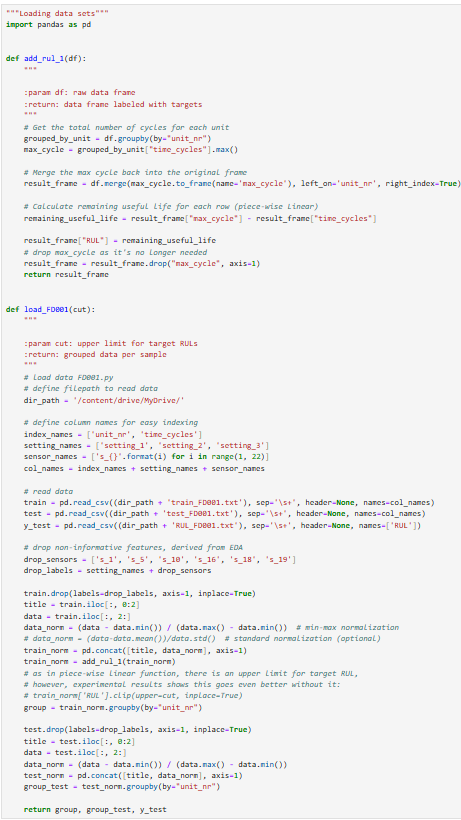 """Loading data sets"""
import pandas as pd
def add_rul_1(df):
"""
:param df: raw data frame
:return: data frame labeled with targets
"""
# Get the total number of cycles for each unit
grouped_by_unit = df.groupby(by="unit_nr")
max_cycle = grouped_by_unit["time_cycles"].max()
# Merge the max cycle back into the original frame
result_frame = df.merge(max_cycle.to_frame(name='max_cycle'), left_on='unit_nr', right_index=True)
# Calculate remaining useful life for each row (piece-wise Linear)
remaining_useful_life = result_frame["max_cycle"] - result_frame["time_cycles"]
result_frame["RUL"] = remaining_useful_life
# drop max_cycle as it's no longer needed
result_frame = result_frame.drop("max_cycle", axis=1)
return result_frame
def load_FD001(cut):
"""
:param cut: upper limit for target RULs
:return: grouped data per sample
"""
# load data FD001.py
# define filepath to read data
dir_path = '/content/drive/MyDrive/'
# define column names for easy indexing
index_names = ['unit_nr', 'time_cycles']
setting_names = ['setting_1', 'setting_2', 'setting_3']
sensor_names = ['s_{}'.format(i) for i in range(1, 22)]
col_names = index_names + setting_names + sensor_names
# read data
train = pd.read_csv((dir_path + 'train_FD001.txt'), sep='\s+', header=None, names=col_names)
test = pd.read_csv((dir_path + 'test_FD001.txt'), sep='\s+', header=None, names=col_names)
y_test = pd.read_csv((dir_path + 'RUL_FD001.txt'), sep='\s+', header=None, names=['RUL'])
# drop non-informative features, derived from EDA
drop_sensors = ['s_1', 's_5', 's_10', 's_16', 's_18', 's_19']
drop_labels = setting_names + drop_sensors
train.drop(labels=drop_labels, axis=1, inplace=True)
title = train.iloc[:, 0:2]
data = train.iloc[:, 2:]
data_norm = (data - data.min()) / (data.max() - data.min())  # min-max normalization
# data_norm = (data-data.mean())/data.std()  # standard normalization (optional)
train_norm = pd.concat([title, data_norm], axis=1)
train_norm = add_rul_1(train_norm)
# as in piece-wise linear function, there is an upper limit for target RUL,
# however, experimental results shows this goes even better without it:
# train_norm['RUL'].clip(upper=cut, inplace=True)
group = train_norm.groupby(by="unit_nr")
test.drop(labels=drop_labels, axis=1, inplace=True)
title = test.iloc[:, 0:2]
data = test.iloc[:, 2:]
data_norm = (data - data.min()) / (data.max() - data.min())
test_norm = pd.concat([title, data_norm], axis=1)
group_test = test_norm.groupby(by="unit_nr")
return group, group_test, y_test